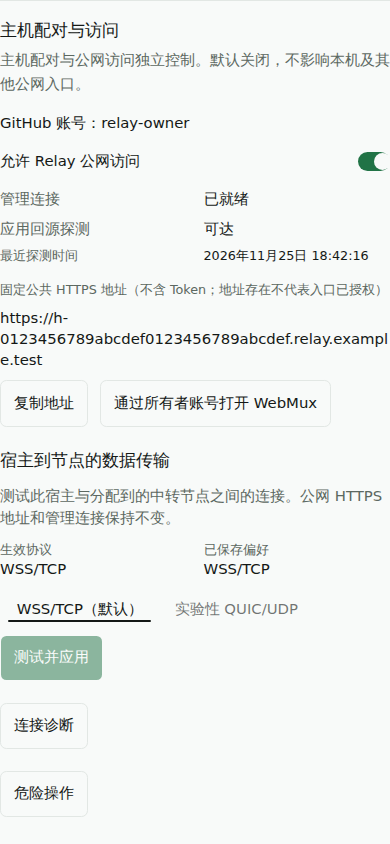 主机配对与访问
主机配对与公网访问独立控制。默认关闭，不影响本机及其
他公网入口。
GitHub 账号：relay-owner
允许 Relay 公网访问
管理连接 已就绪
应用回源探测 可达
最近探测时间 2026年11月25日 18:42:16
固定公共 HTTPS 地址（不含 Token；地址存在不代表入口已授权）
https://h-
0123456789abcdef0123456789abcdef.relay.exampl
e.test
复制地址 通过所有者账号打开 WebMux
宿主到节点的数据传输
测试此宿主与分配到的中转节点之间的连接。公网 HTTPS
地址和管理连接保持不变。
生效协议 已保存偏好
WSS/TCP WSS/TCP
WSS/TCP（默认） 实验性 QUIC/UDP
测试并应用
连接诊断
危险操作